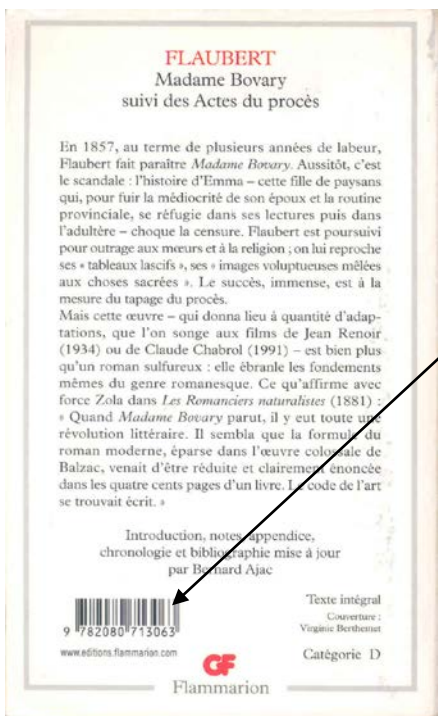 FLAUBERT
Madame Bovary
suivi des Actes du procès
En 1857, au terme de plusieurs années de labeur,
Flaubert fait paraître Madame Bovary. Aussitôt, c'est
le scandale : l'histoire d'Emma – cette fille de paysans
qui, pour fuir la médiocrité de son époux et la routine
provinciale, se réfugie dans ses lectures puis dans
l'adultère – choque la censure. Flaubert est poursuivi
pour outrage aux mœurs et à la religion ; on lui reproche
ses « tableaux lascifs », ses « images voluptueuses mêlées
aux choses sacrées ». Le succès, immense, est à la
mesure du tapage du procès.
Mais cette œuvre – qui donna lieu à quantité d'adap-
tations, que l'on songe aux films de Jean Renoir
(1934) ou de Claude Chabrol (1991) – est bien plus
qu'un roman sulfureux : elle ébranle les fondements
mêmes du genre romanesque. Ce qu'affirme avec
force Zola dans Les Romanciers naturalistes (1881) :
« Quand Madame Bovary parut, il y eut toute une
révolution littéraire. Il sembla que la formule du
roman moderne, éparse dans l'œuvre colossale de
Balzac, venait d'être réduite et clairement énoncée
dans les quatre cents pages d'un livre. Le code de l'art
se trouvait écrit. »
Introduction, notes, appendice,
chronologie et bibliographie mise à jour
par Bernard Ajac
9 782080 713063
www.editions.flammarion.com
Texte intégral
Couverture :
Virginie Berthemet
Catégorie D
GF
Flammarion